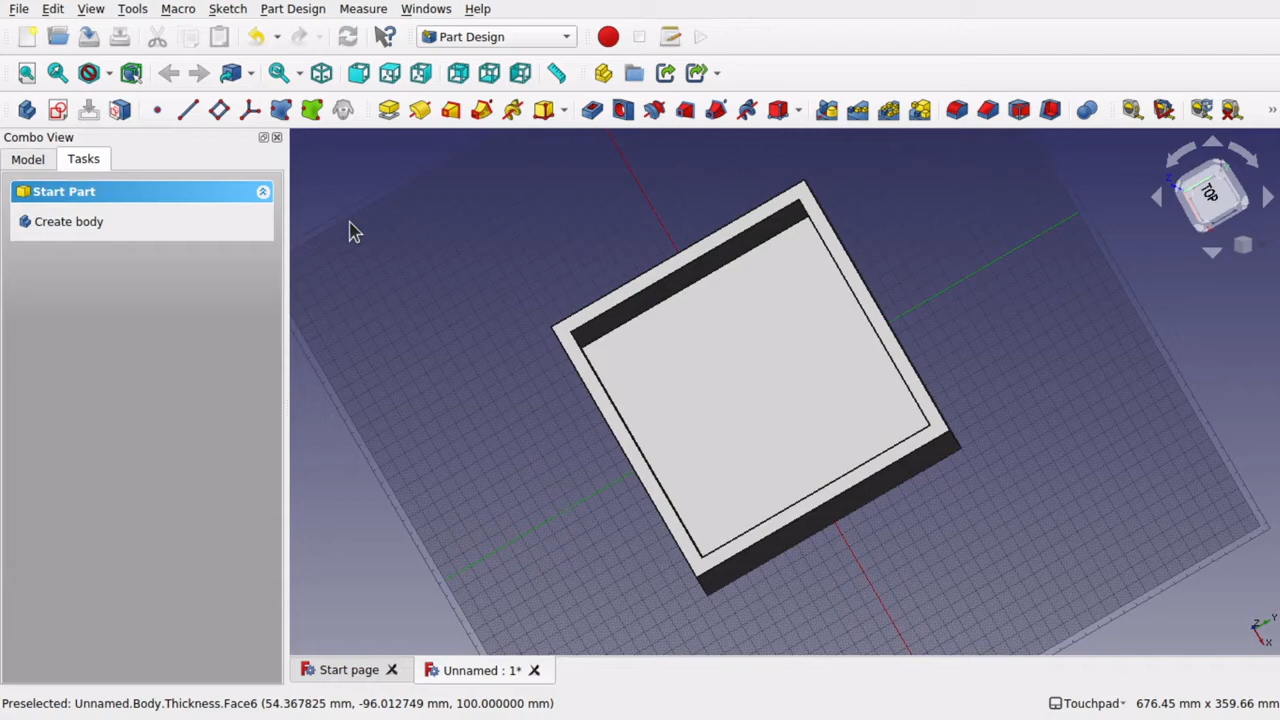 File Edit View Tools Macro Sketch Part Design Measure Windows Help
Part Design
Combo View
Model Tasks
Start Part
Create body
TOP
Z
Z Y
X
Start page Unnamed : 1*
Preselected: Unnamed.Body.Thickness.Face6 (54.367825 mm, -96.012749 mm, 100.000000 mm) Touchpad 676.45 mm x 359.66 mm